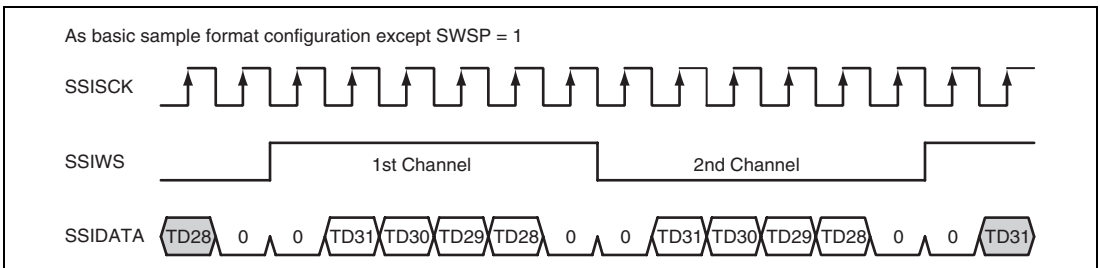 As basic sample format configuration except SWSP = 1
SSISCK
SSIWS 1st Channel 2nd Channel
SSIDATA TD28 0 0 TD31 TD30 TD29 TD28 0 0 TD31 TD30 TD29 TD28 0 0 TD31